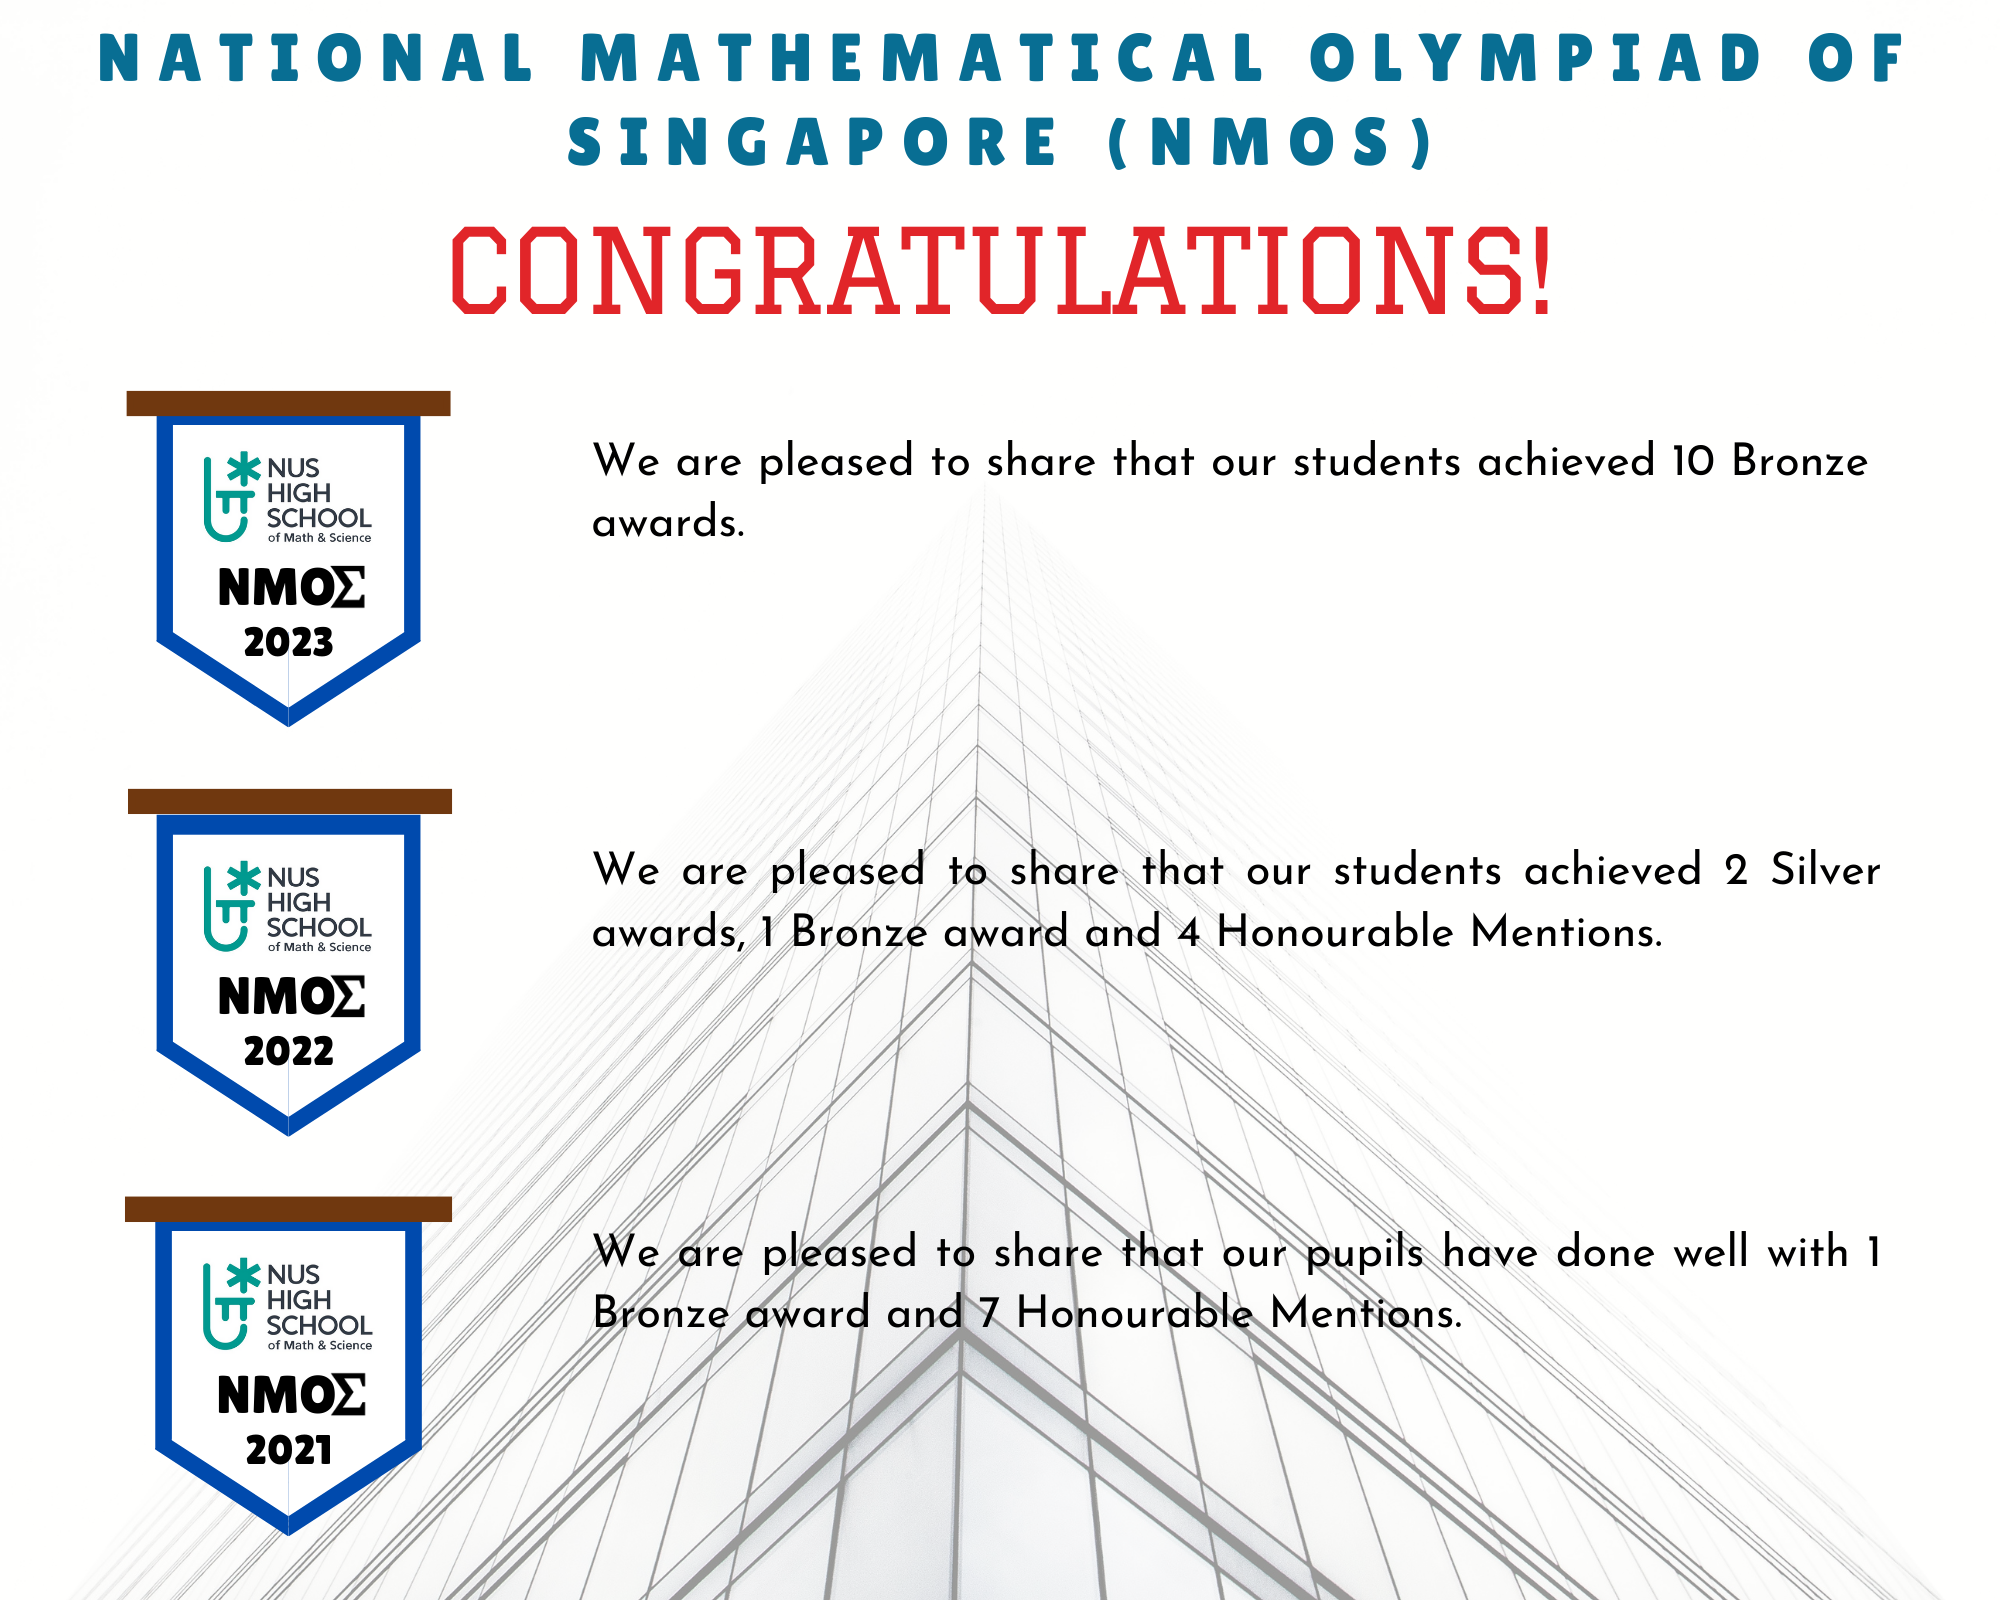 NATIONAL MATHEMATICAL OLYMPIAD OF
SINGAPORE (NMOS)
CONGRATULATIONS!
NUS
HIGH
SCHOOL
of Math & Science
NMOΣ
2023
We are pleased to share that our students achieved 10 Bronze
awards.
NUS
HIGH
SCHOOL
of Math & Science
NMOΣ
2022
We are pleased to share that our students achieved 2 Silver
awards, 1 Bronze award and 4 Honourable Mentions.
NUS
HIGH
SCHOOL
of Math & Science
NMOΣ
2021
We are pleased to share that our pupils have done well with 1
Bronze award and 7 Honourable Mentions.